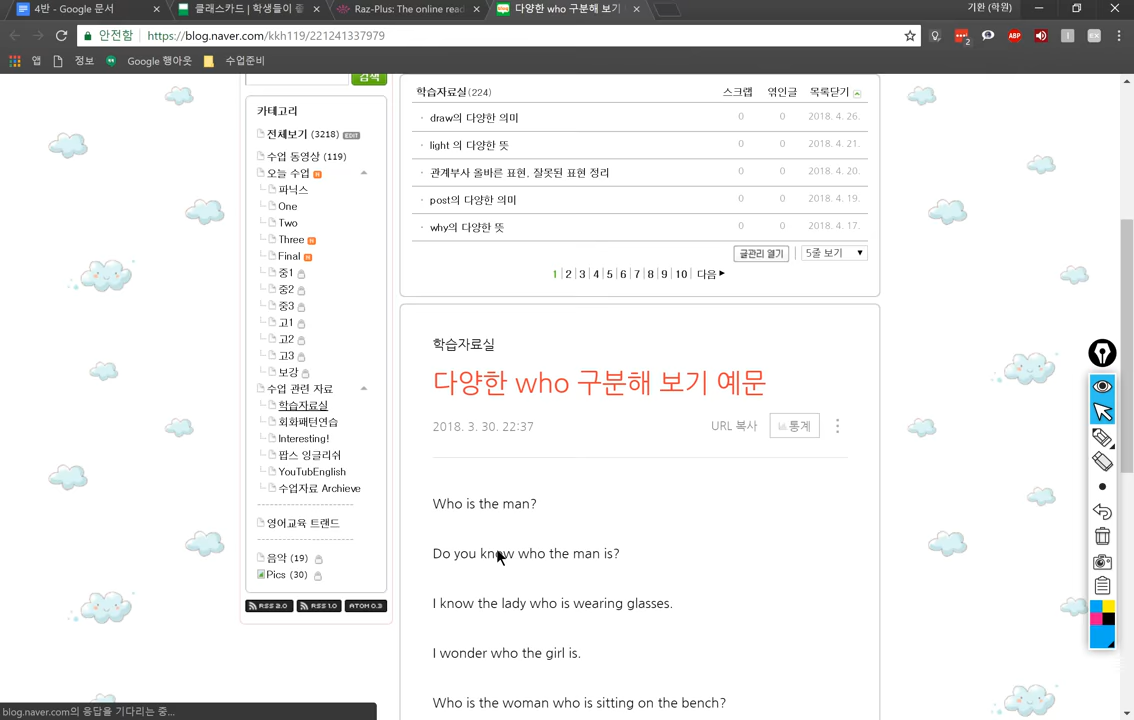 4반 - Google 문서
클래스카드 | 학생들이 좋
Raz-Plus: The online read
다양한 who 구분해 보기
기환 (학원)
안전함
https://blog.naver.com/kkh119/221241337979
2
ABP
앱
정보
Google 행아웃
수업준비
검색
카테고리
전체보기 (3218) EDIT
수업 동영상 (119)
오늘 수업 N
파닉스
One
Two
Three N
Final N
중1
중2
중3
고1
고2
고3
보강
수업 관련 자료
학습자료실
회화패턴연습
Interesting!
팝스 잉글리쉬
YouTubEnglish
수업자료 Archieve
영어교육 트랜드
음악 (19)
Pics (30)
RSS 2.0
RSS 1.0
ATOM 0.3
학습자료실 (224)
스크랩
엮인글
목록닫기
draw의 다양한 의미 0 0 2018. 4. 26.
light 의 다양한 뜻 0 0 2018. 4. 21.
관계부사 올바른 표현, 잘못된 표현 정리 0 0 2018. 4. 20.
post의 다양한 의미 0 0 2018. 4. 19.
why의 다양한 뜻 0 0 2018. 4. 17.
글관리 열기
5줄 보기
1 | 2 | 3 | 4 | 5 | 6 | 7 | 8 | 9 | 10 | 다음
학습자료실
다양한 who 구분해 보기 예문
2018. 3. 30. 22:37
URL 복사
통계
Who is the man?
Do you know who the man is?
I know the lady who is wearing glasses.
I wonder who the girl is.
Who is the woman who is sitting on the bench?
blog.naver.com의 응답을 기다리는 중...